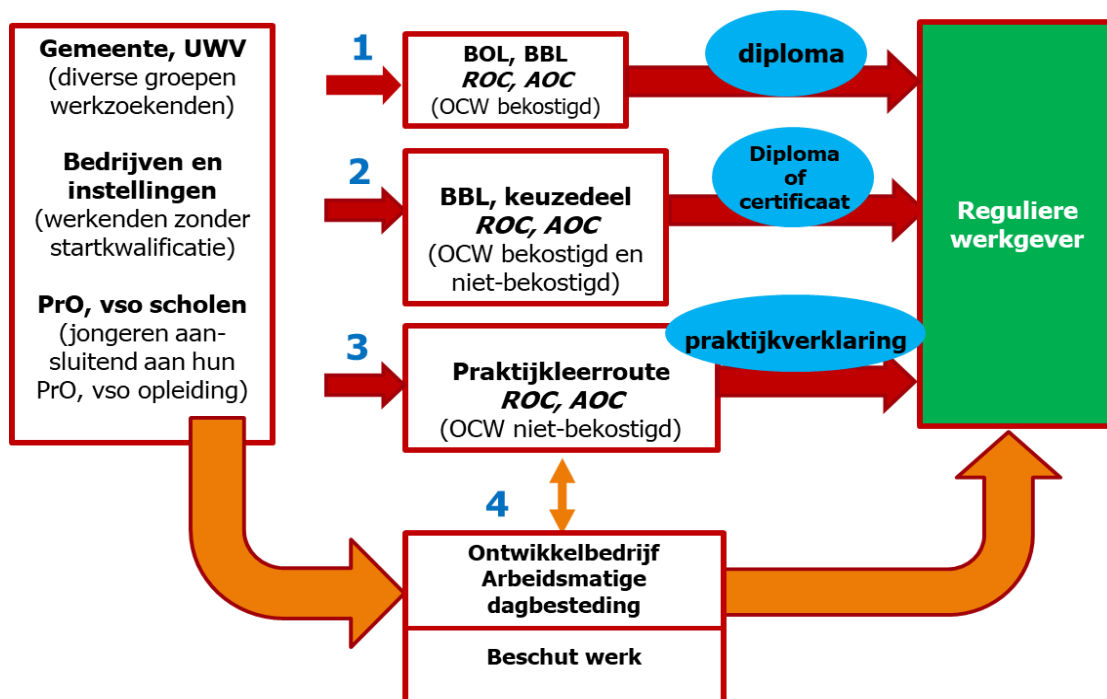 Gemeente, UWV
(diverse groepen
werkzoekenden)
Bedrijven en
instellingen
(werkenden zonder
startkwalificatie)
PrO, vso scholen
(jongeren aan-
sluitend aan hun
PrO, vso opleiding)
1
BOL, BBL
ROC, AOC
(OCW bekostigd)
diploma
2
BBL, keuzedeel
ROC, AOC
(OCW bekostigd en
niet-bekostigd)
Diploma
of
certificaat
3
Praktijkleerroute
ROC, AOC
(OCW niet-bekostigd)
praktijkverklaring
4
Ontwikkelbedrijf
Arbeidsmatige
dagbesteding
Beschut werk
Reguliere
werkgever